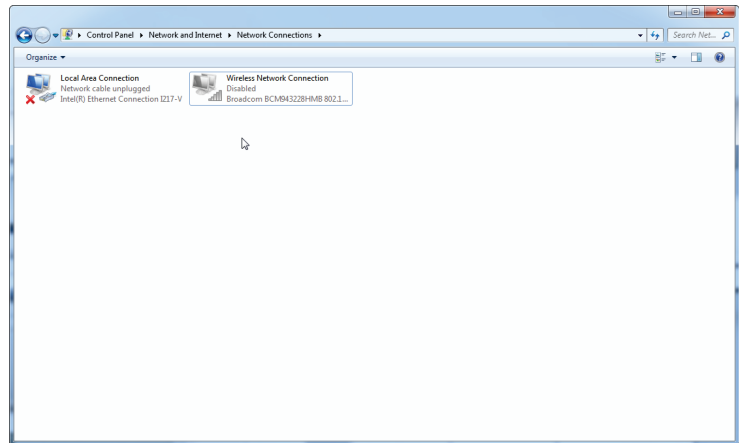 Control Panel ▸ Network and Internet ▸ Network Connections ▸
Search Net...
Organize
Local Area Connection
Network cable unplugged
Intel(R) Ethernet Connection I217-V
Wireless Network Connection
Disabled
Broadcom BCM943228HMB 802.1...